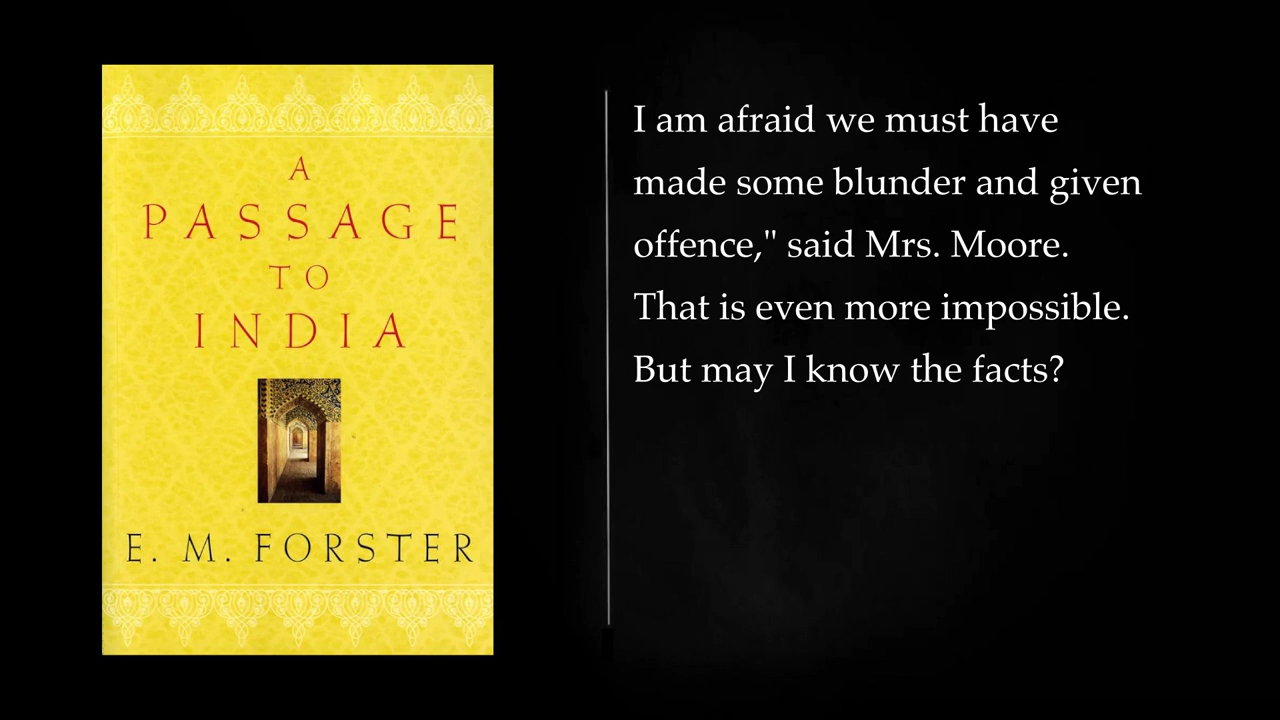 A
PASSAGE
TO
INDIA
E. M. FORSTER
I am afraid we must have
made some blunder and given
offence," said Mrs. Moore.
That is even more impossible.
But may I know the facts?